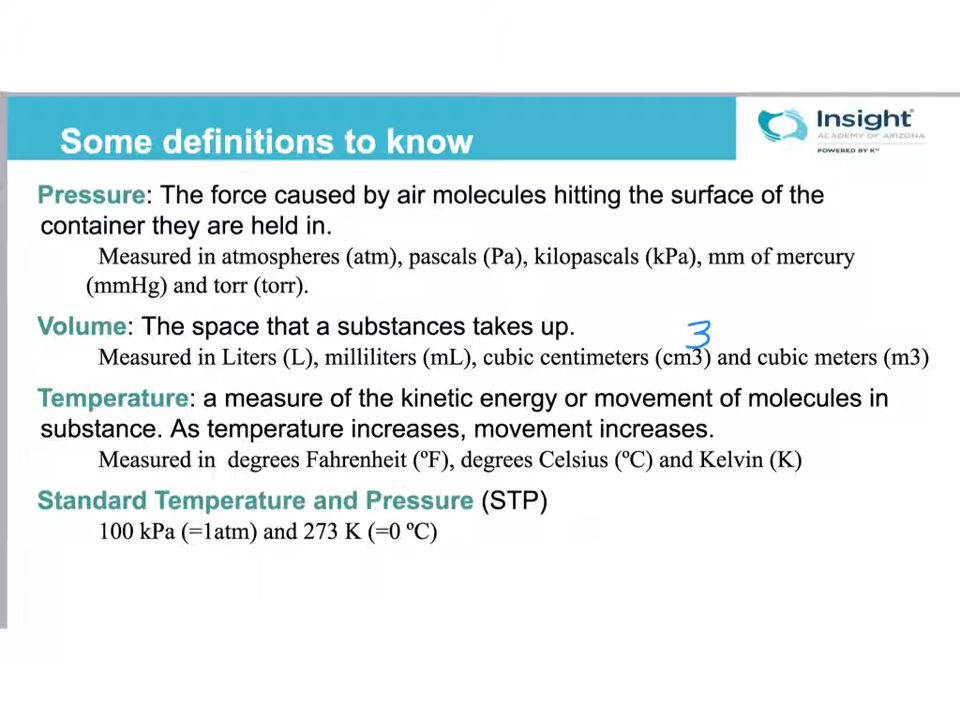 Some definitions to know
Insight®
ACADEMY OF ARIZONA
POWERED BY K¹²
Pressure: The force caused by air molecules hitting the surface of the
container they are held in.
Measured in atmospheres (atm), pascals (Pa), kilopascals (kPa), mm of mercury
(mmHg) and torr (torr).
Volume: The space that a substances takes up.
3
Measured in Liters (L), milliliters (mL), cubic centimeters (cm3) and cubic meters (m3)
Temperature: a measure of the kinetic energy or movement of molecules in
substance. As temperature increases, movement increases.
Measured in degrees Fahrenheit (ºF), degrees Celsius (ºC) and Kelvin (K)
Standard Temperature and Pressure (STP)
100 kPa (=1atm) and 273 K (=0 ºC)